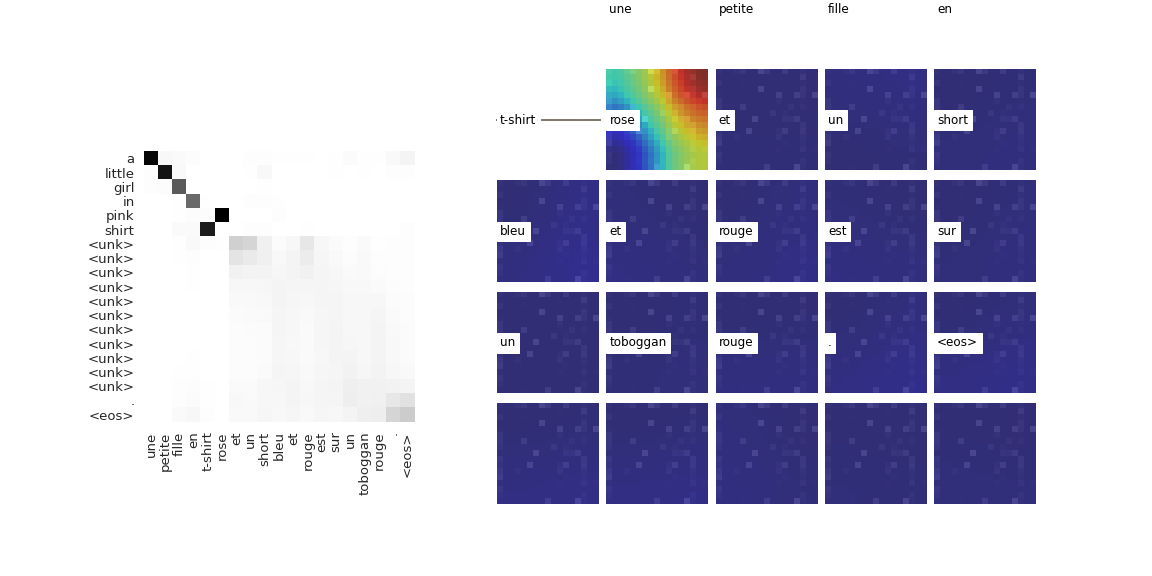 une petite fille en
t-shirt rose et un short
bleu et rouge est sur
un toboggan rouge . <eos>
a
little
girl
in
pink
shirt
<unk>
<unk>
<unk>
<unk>
<unk>
<unk>
<unk>
<unk>
<unk>
<unk>
<unk>
.
<eos>
une petite fille en t-shirt rose et un short bleu et rouge est sur un toboggan rouge . <eos>